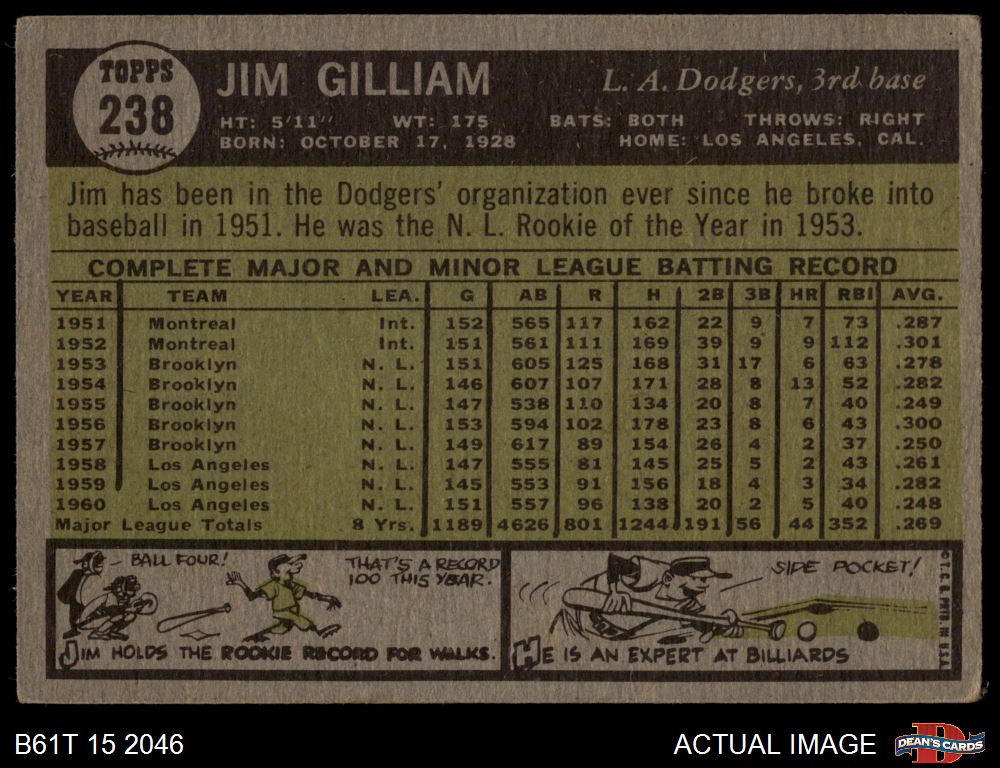 TOPPS
238
JIM GILLIAM
L. A. Dodgers, 3rd base
HT: 5'11" WT: 175 BATS: BOTH THROWS: RIGHT
BORN: OCTOBER 17, 1928 HOME: LOS ANGELES, CAL.
Jim has been in the Dodgers' organization ever since he broke into
baseball in 1951. He was the N. L. Rookie of the Year in 1953.
COMPLETE MAJOR AND MINOR LEAGUE BATTING RECORD
YEAR TEAM LEA. G AB R H 2B 3B HR RBI AVG.
1951 Montreal Int. 152 565 117 162 22 9 7 73 .287
1952 Montreal Int. 151 561 111 169 39 9 9 112 .301
1953 Brooklyn N. L. 151 605 125 168 31 17 6 63 .278
1954 Brooklyn N. L. 146 607 107 171 28 8 13 52 .282
1955 Brooklyn N. L. 147 538 110 134 20 8 7 40 .249
1956 Brooklyn N. L. 153 594 102 178 23 8 6 43 .300
1957 Brooklyn N. L. 149 617 89 154 26 4 2 37 .250
1958 Los Angeles N. L. 147 555 81 145 25 5 2 43 .261
1959 Los Angeles N. L. 145 553 91 156 18 4 3 34 .282
1960 Los Angeles N. L. 151 557 96 138 20 2 5 40 .248
Major League Totals 8 Yrs. 1189 4626 801 1244 191 56 44 352 .269
BALL FOUR!
THAT'S A RECORD
100 THIS YEAR.
JIM HOLDS THE ROOKIE RECORD FOR WALKS.
SIDE POCKET!
HE IS AN EXPERT AT BILLIARDS
© T. C. G. PRTD. IN U.S.A.
B61T 15 2046
ACTUAL IMAGE
D
DEAN'S CARDS